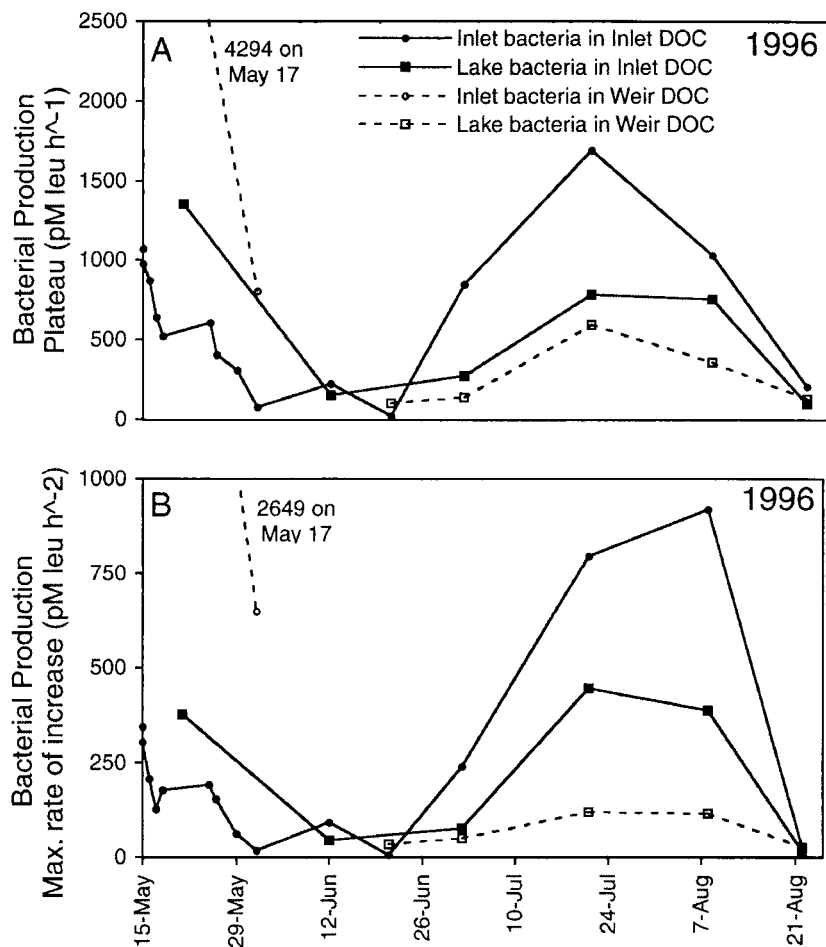 Bacterial Production
Plateau (pM leu h^-1)
2500
2000
1500
1000
500
0
A
4294 on
May 17
Inlet bacteria in Inlet DOC
Lake bacteria in Inlet DOC
Inlet bacteria in Weir DOC
Lake bacteria in Weir DOC
1996
Bacterial Production
Max. rate of increase (pM leu h^-2)
1000
750
500
250
0
B
2649 on
May 17
1996
15-May
29-May
12-Jun
26-Jun
10-Jul
24-Jul
7-Aug
21-Aug